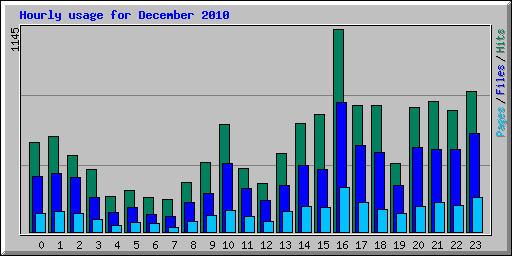 Hourly usage for December 2010
1145
Pages/Files/Hits
0 1 2 3 4 5 6 7 8 9 10 11 12 13 14 15 16 17 18 19 20 21 22 23